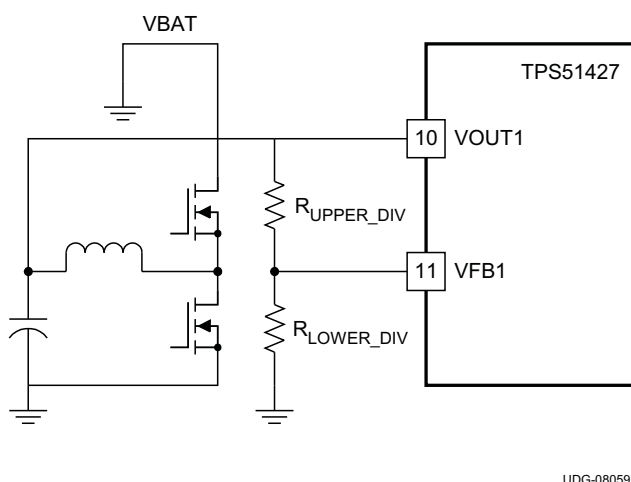 VBAT
TPS51427
10 VOUT1
RUPPER_DIV
11 VFB1
RLOWER_DIV
UDG-08059